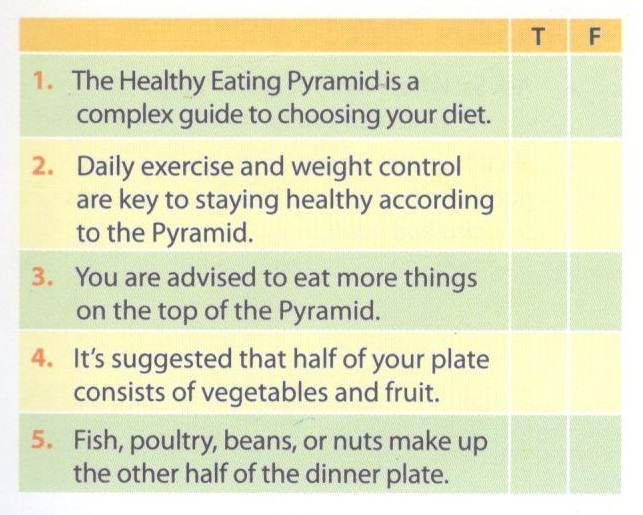 T F
1. The Healthy Eating Pyramid is a
complex guide to choosing your diet.
2. Daily exercise and weight control
are key to staying healthy according
to the Pyramid.
3. You are advised to eat more things
on the top of the Pyramid.
4. It's suggested that half of your plate
consists of vegetables and fruit.
5. Fish, poultry, beans, or nuts make up
the other half of the dinner plate.